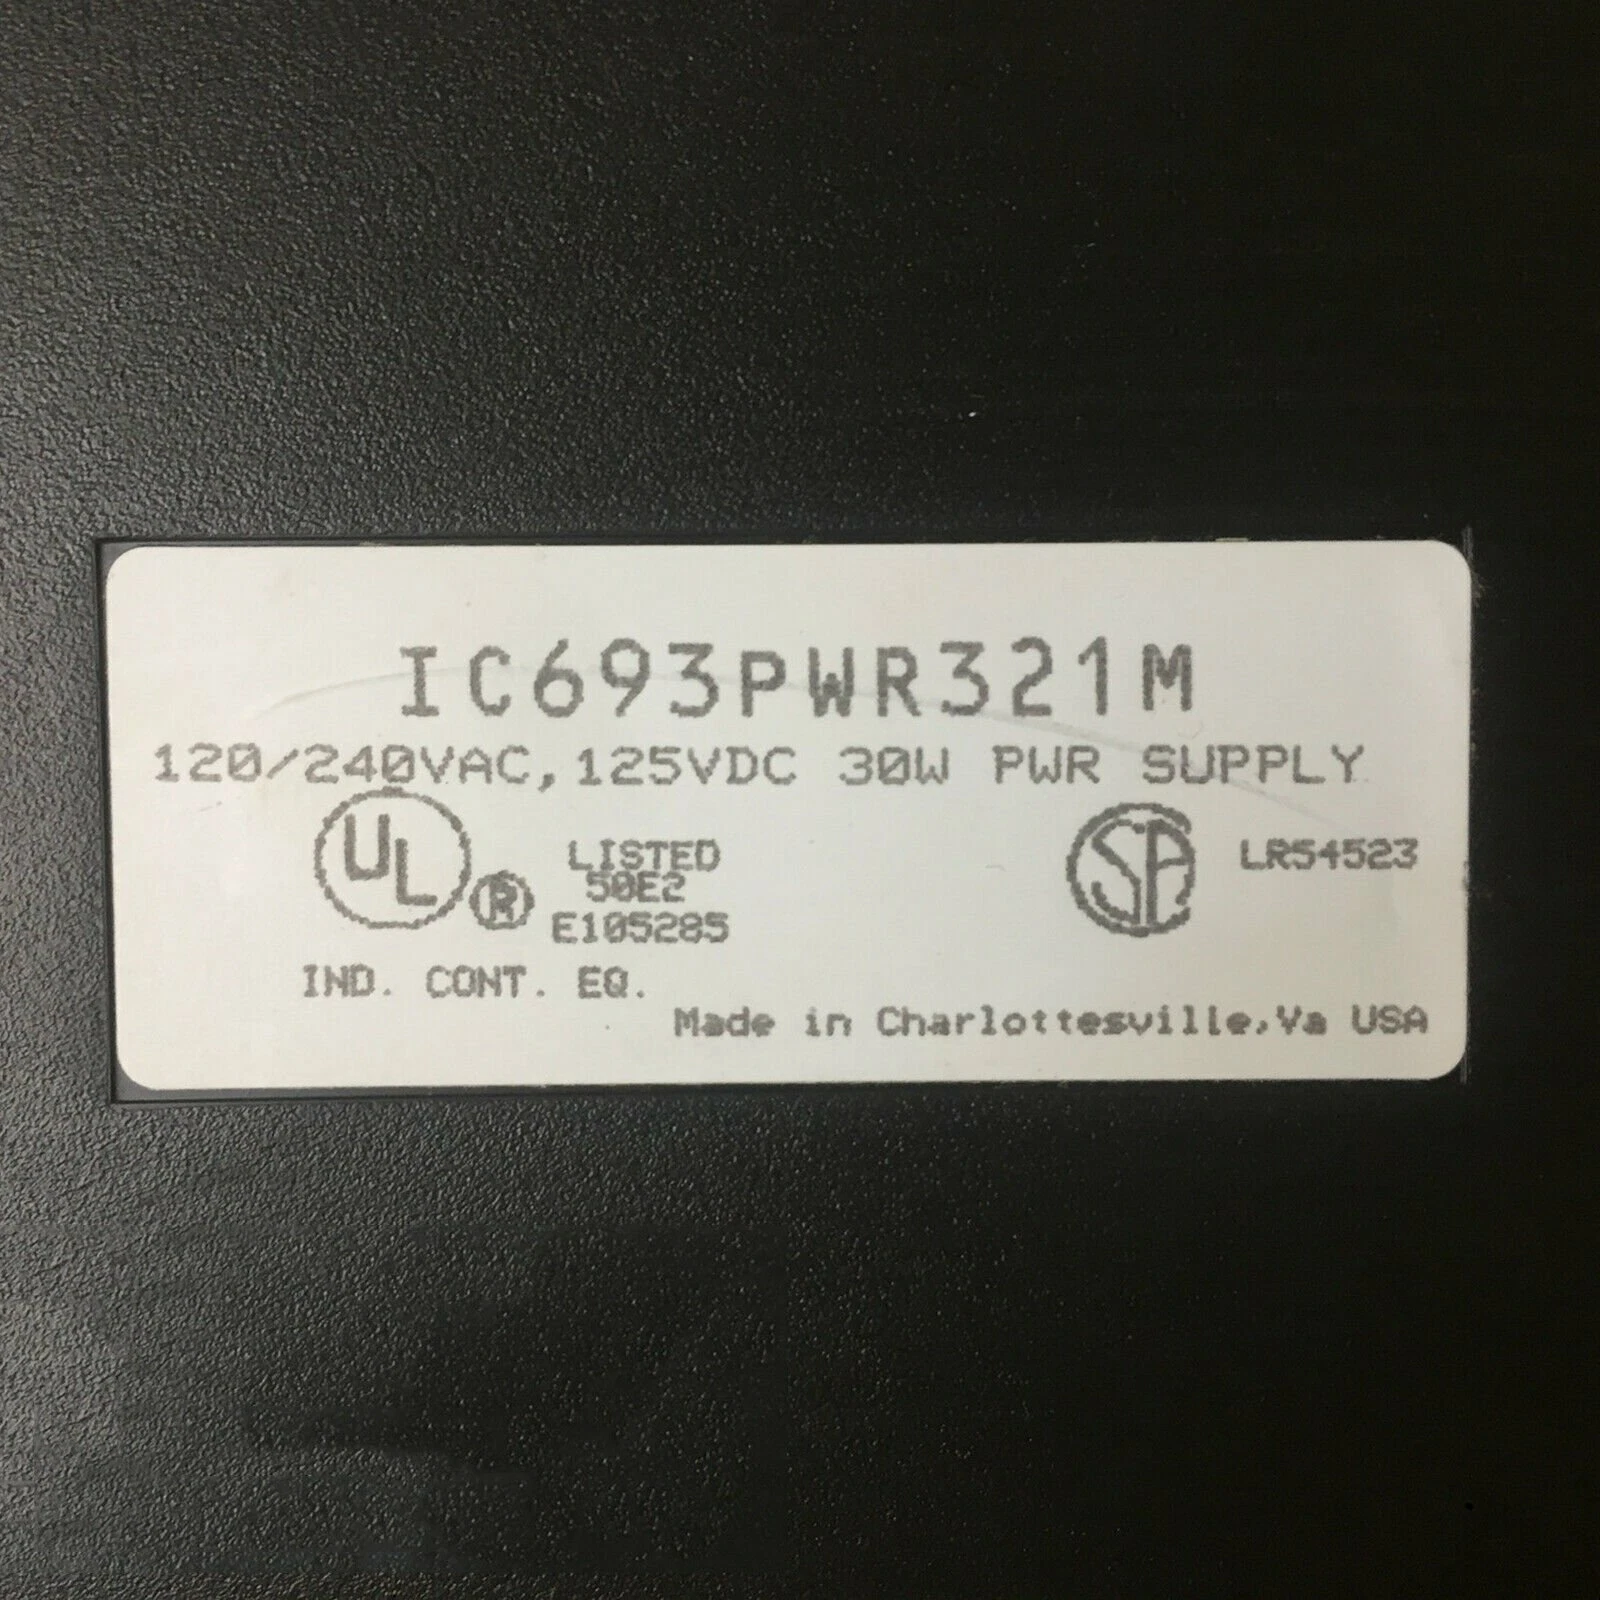 IC693PWR321M
120/240VAC,125VDC 30W PWR SUPPLY
UL ® LISTED
50E2
E105285
SA LR54523
IND. CONT. EQ.
Made in Charlottesville,Va USA